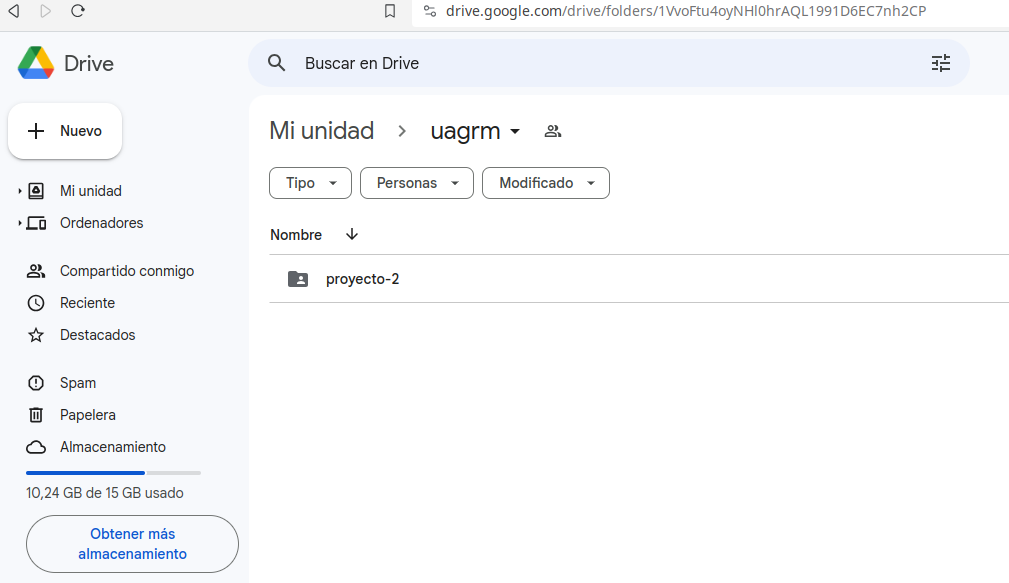 drive.google.com/drive/folders/1VvoFtu4oyNHl0hrAQL1991D6EC7nh2CP
Drive
Buscar en Drive
Nuevo
Mi unidad
Ordenadores
Compartido conmigo
Reciente
Destacados
Spam
Papelera
Almacenamiento
10,24 GB de 15 GB usado
Obtener más
almacenamiento
Mi unidad > uagrm
Tipo
Personas
Modificado
Nombre
proyecto-2